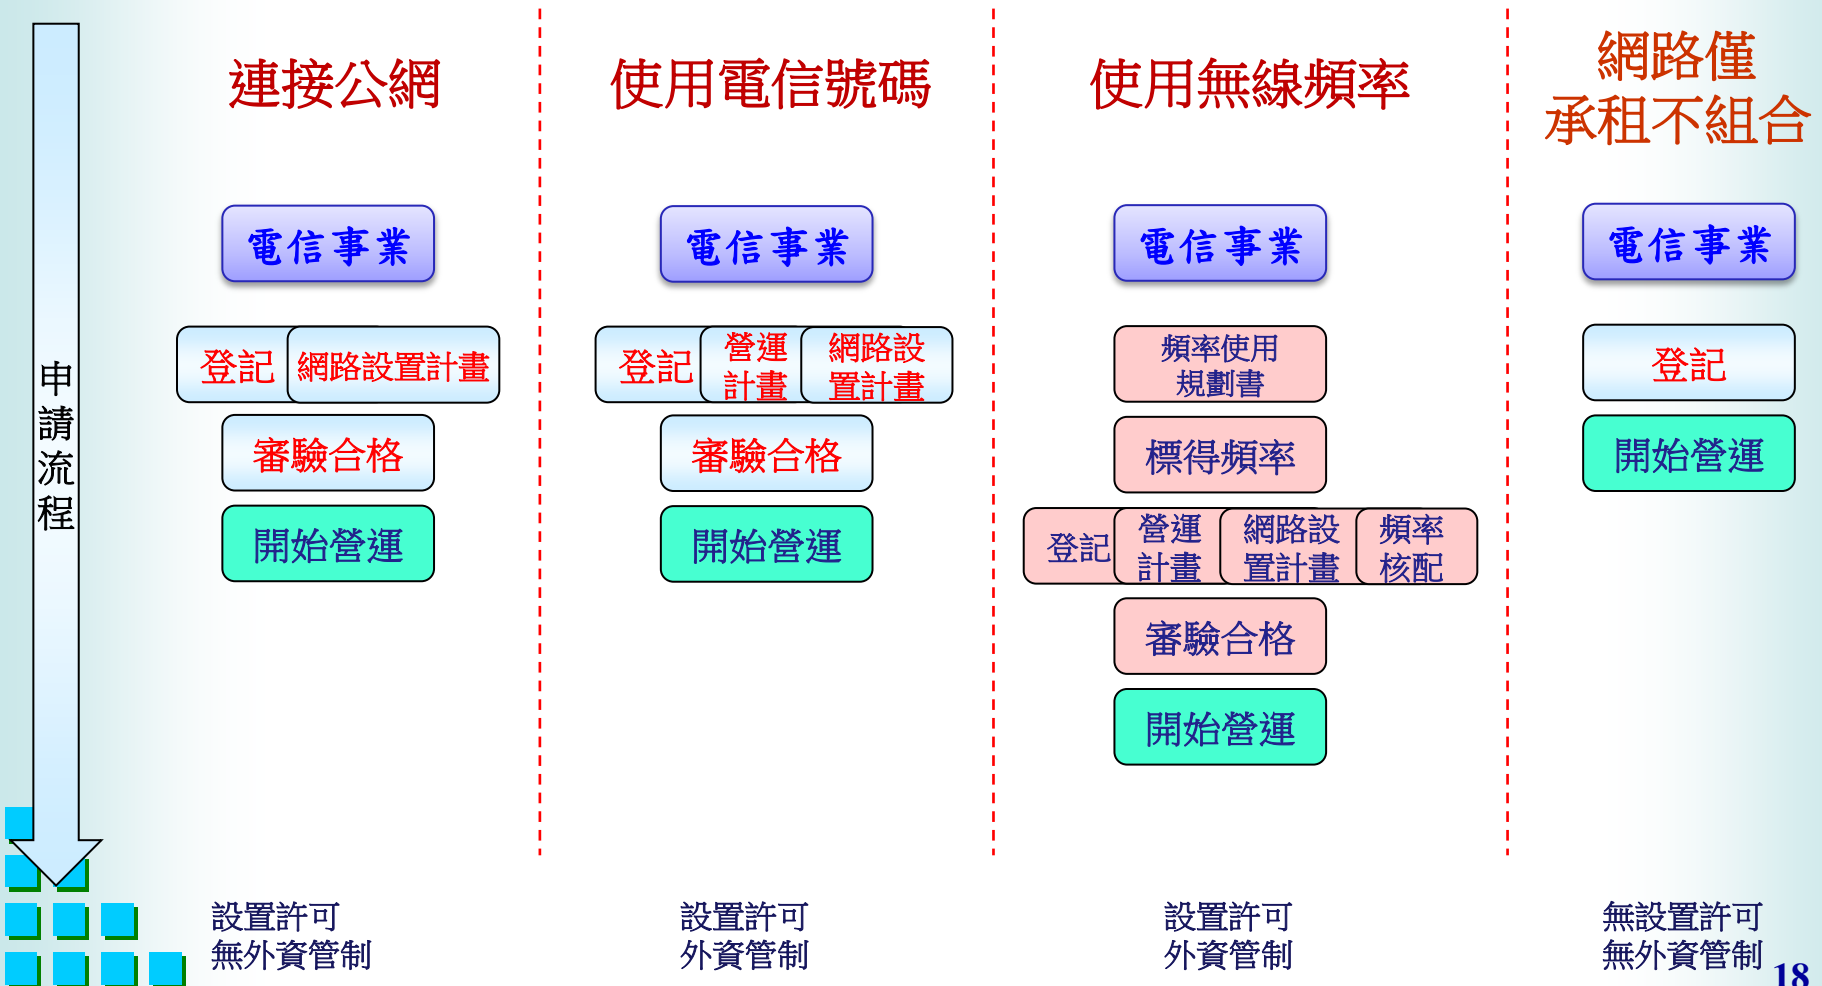 申
請
流
程
連接公網
電信事業
登記
網路設置計畫
審驗合格
開始營運
設置許可
無外資管制
使用電信號碼
電信事業
登記
營運
計畫
網路設
置計畫
審驗合格
開始營運
設置許可
外資管制
使用無線頻率
電信事業
頻率使用
規劃書
標得頻率
登記
營運
計畫
網路設
置計畫
頻率
核配
審驗合格
開始營運
設置許可
外資管制
網路僅
承租不組合
電信事業
登記
開始營運
無設置許可
無外資管制
18